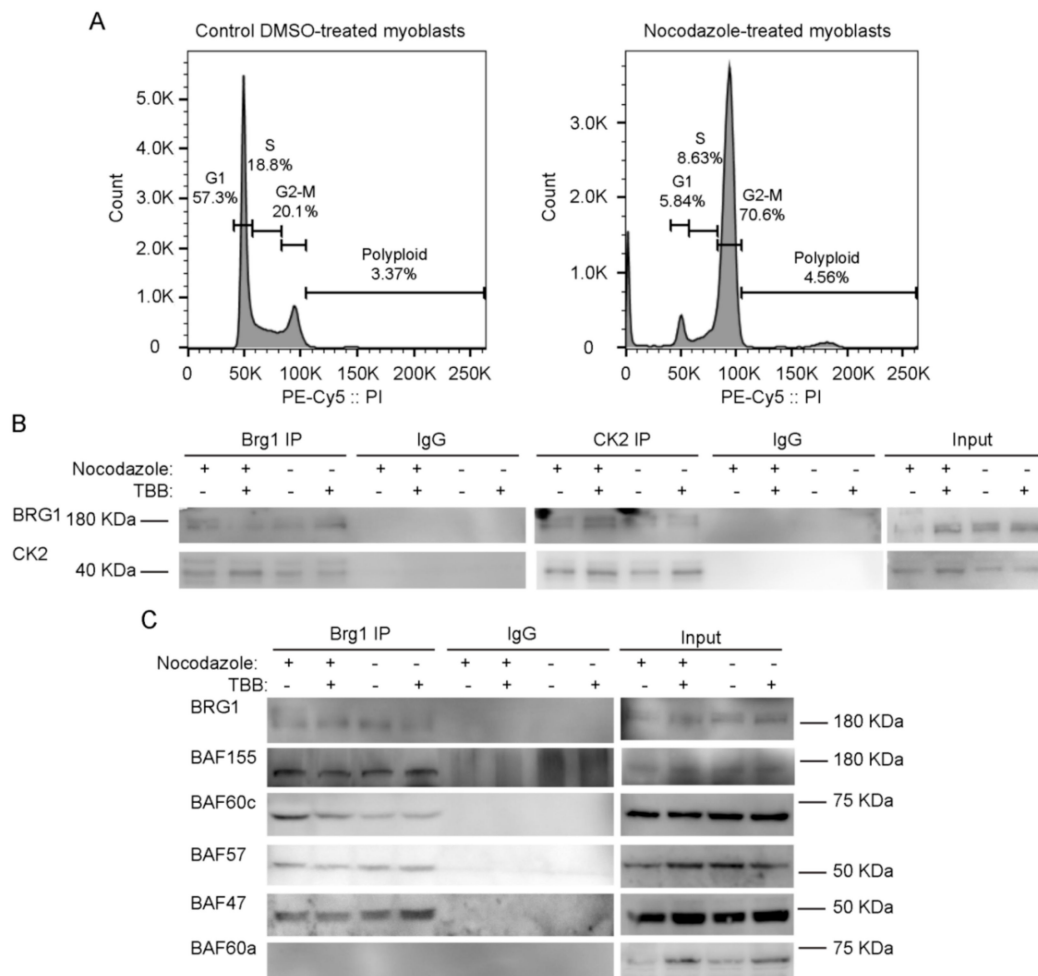 A
Control DMSO-treated myoblasts
Nocodazole-treated myoblasts
5.0K
4.0K
3.0K
2.0K
1.0K
0
Count
G1
57.3%
S
18.8%
G2-M
20.1%
Polyploid
3.37%
0 50K 100K 150K 200K 250K
PE-Cy5 :: PI
3.0K
2.0K
1.0K
0
Count
S
8.63%
G1
5.84%
G2-M
70.6%
Polyploid
4.56%
0 50K 100K 150K 200K 250K
PE-Cy5 :: PI
B
Brg1 IP IgG CK2 IP IgG Input
Nocodazole: + + - - + + - - + + - - + + - - + + - -
TBB: - + - + - + - + - + - + - + - + - + - +
BRG1 180 KDa
CK2
40 KDa
C
Brg1 IP IgG Input
Nocodazole: + + - - + + - - + + - -
TBB: - + - + - + - + - + - +
BRG1
180 KDa
BAF155
180 KDa
BAF60c
75 KDa
BAF57
50 KDa
BAF47
50 KDa
BAF60a
75 KDa